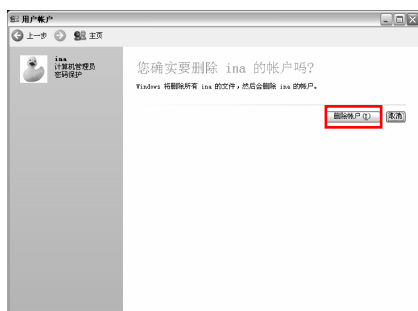 用户帐户
上一步 主页
ina
计算机管理员
密码保护
您确实要删除 ina 的帐户吗?
Windows 将删除所有 ina 的文件，然后会删除 ina 的帐户。
删除帐户(D) 取消